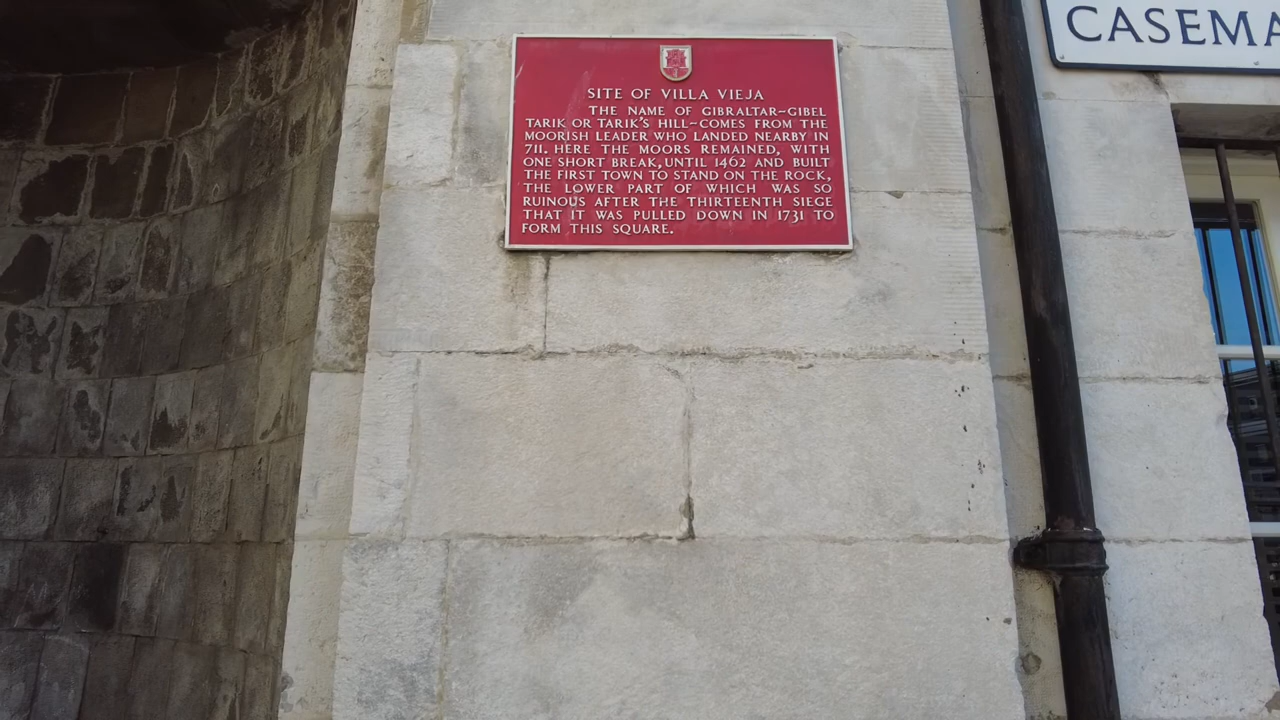 SITE OF VILLA VIEJA
THE NAME OF GIBRALTAR-GIBEL
TARIK OR TARIK'S HILL-COMES FROM THE
MOORISH LEADER WHO LANDED NEARBY IN
711. HERE THE MOORS REMAINED, WITH
ONE SHORT BREAK, UNTIL 1462 AND BUILT
THE FIRST TOWN TO STAND ON THE ROCK,
THE LOWER PART OF WHICH WAS SO
RUINOUS AFTER THE THIRTEENTH SIEGE
THAT IT WAS PULLED DOWN IN 1731 TO
FORM THIS SQUARE.
CASEMA